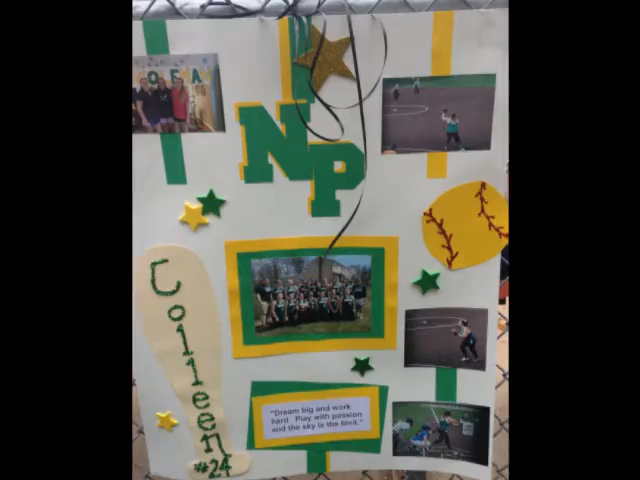 NP
Colleen
#24
"Dream big and work
hard. Play with passion
and the sky is the limit."